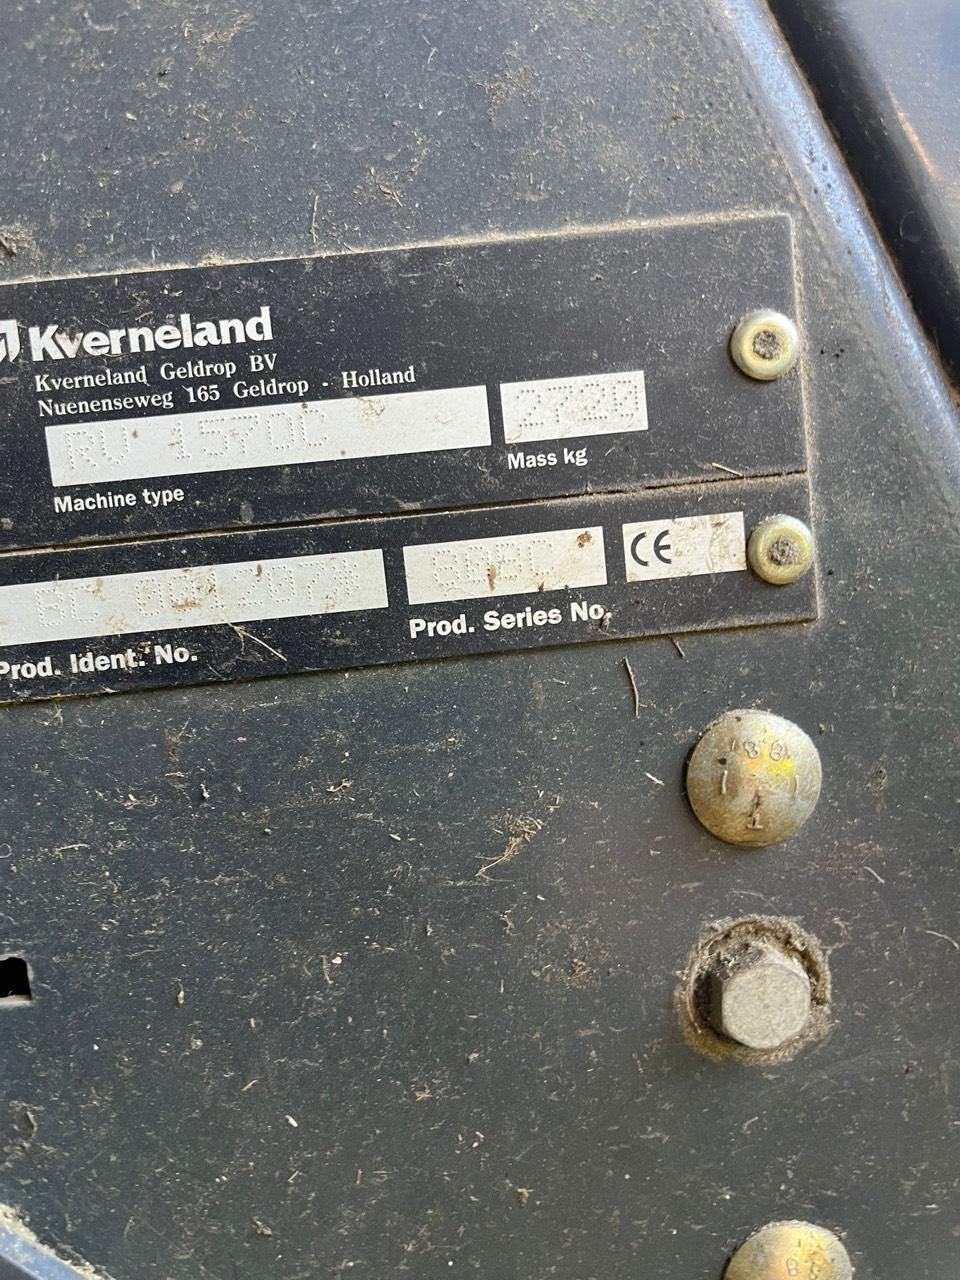 Kverneland
Kverneland Geldrop BV
Nuenenseweg 165 Geldrop - Holland
RV 1570C 2720
Machine type Mass kg
CE
Prod. Ident. No. Prod. Series No.